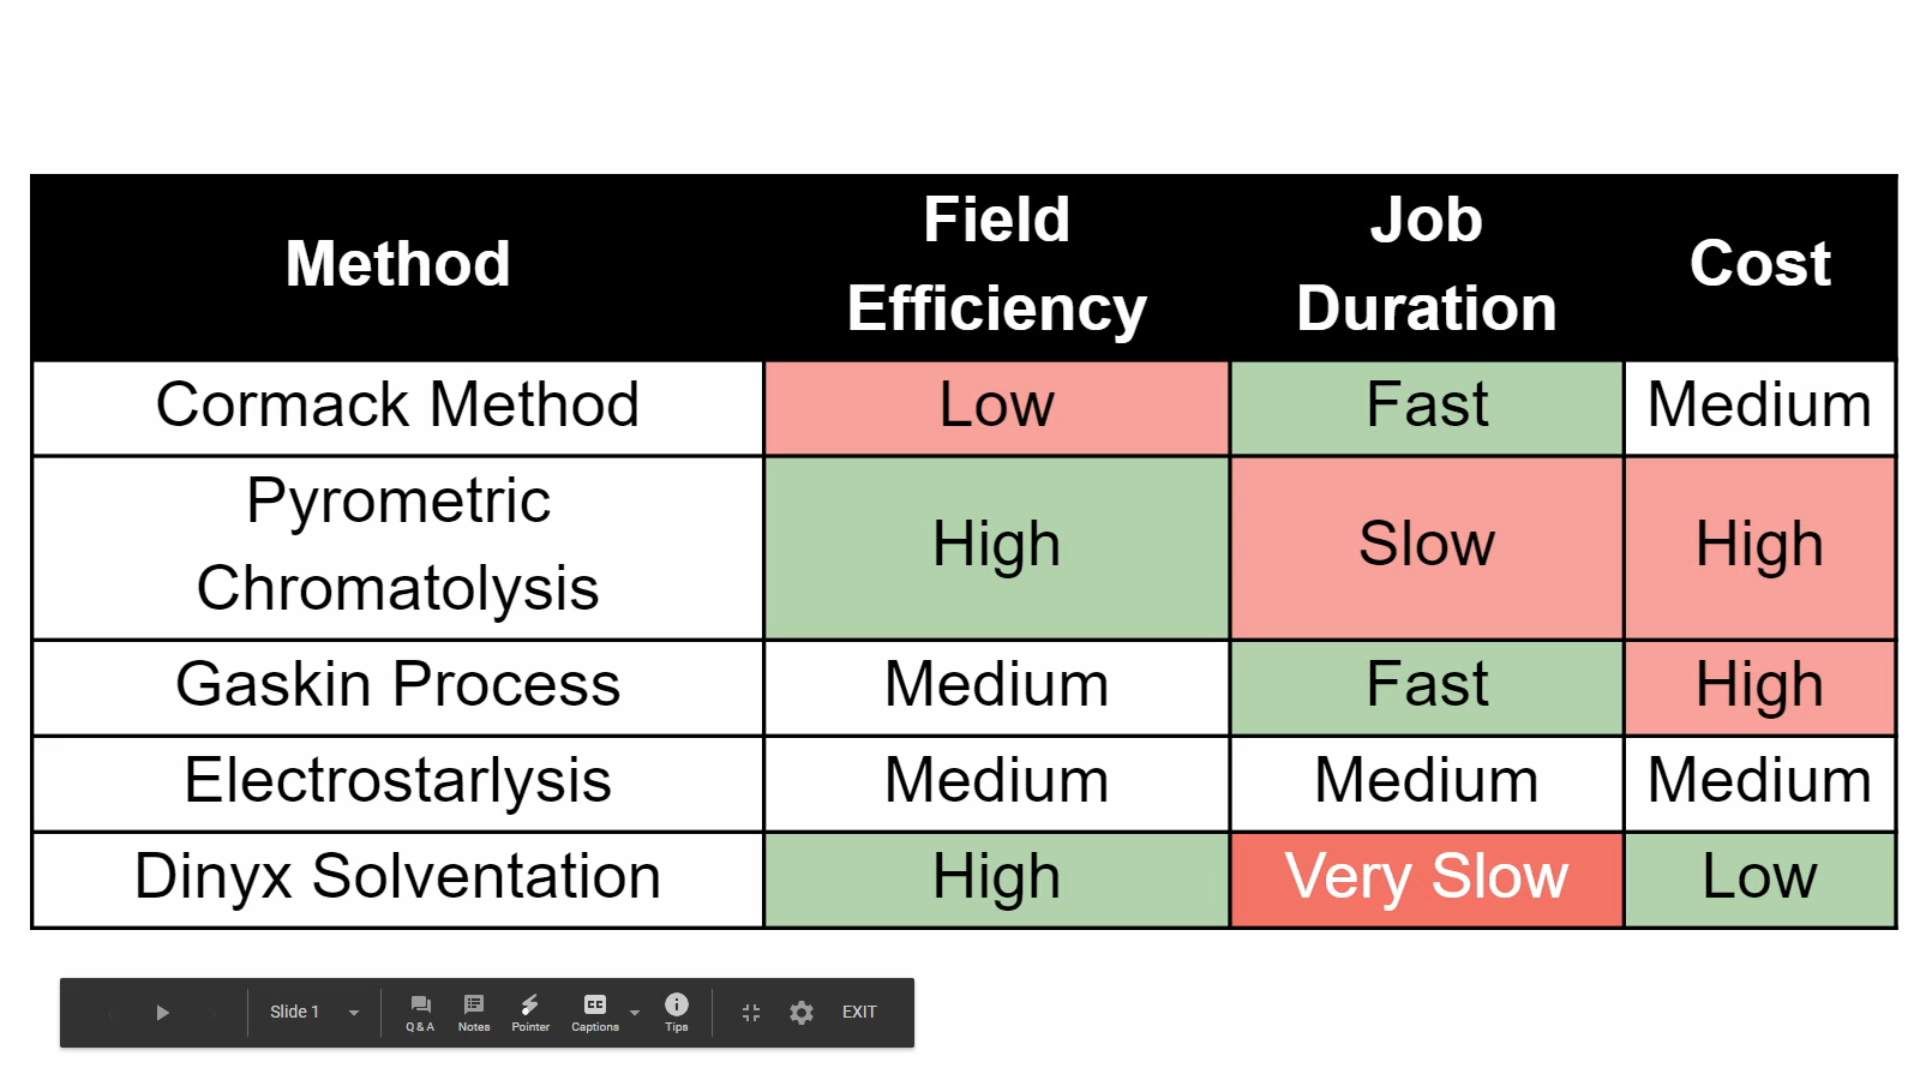 Method
Field
Efficiency
Job
Duration
Cost
Cormack Method
Low
Fast
Medium
Pyrometric
Chromatolysis
High
Slow
High
Gaskin Process
Medium
Fast
High
Electrostarlysis
Medium
Medium
Medium
Dinyx Solventation
High
Very Slow
Low
Slide 1
Q & A
Notes
Pointer
CC
Captions
Tips
EXIT